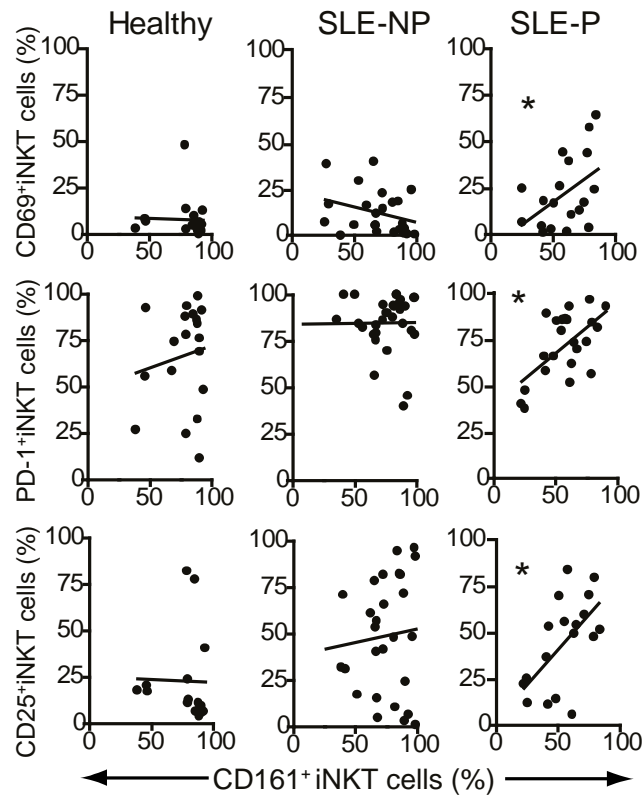 Healthy SLE-NP SLE-P
CD69⁺iNKT cells (%)
100 100 100
75 75 75
*
50 50 50
25 25 25
0 0 0
0 50 100 0 50 100 0 50 100
PD-1⁺iNKT cells (%)
100 100 100
*
75 75 75
50 50 50
25 25 25
0 0 0
0 50 100 0 50 100 0 50 100
CD25⁺iNKT cells (%)
100 100 100
*
75 75 75
50 50 50
25 25 25
0 0 0
0 50 100 0 50 100 0 50 100
CD161⁺ iNKT cells (%)